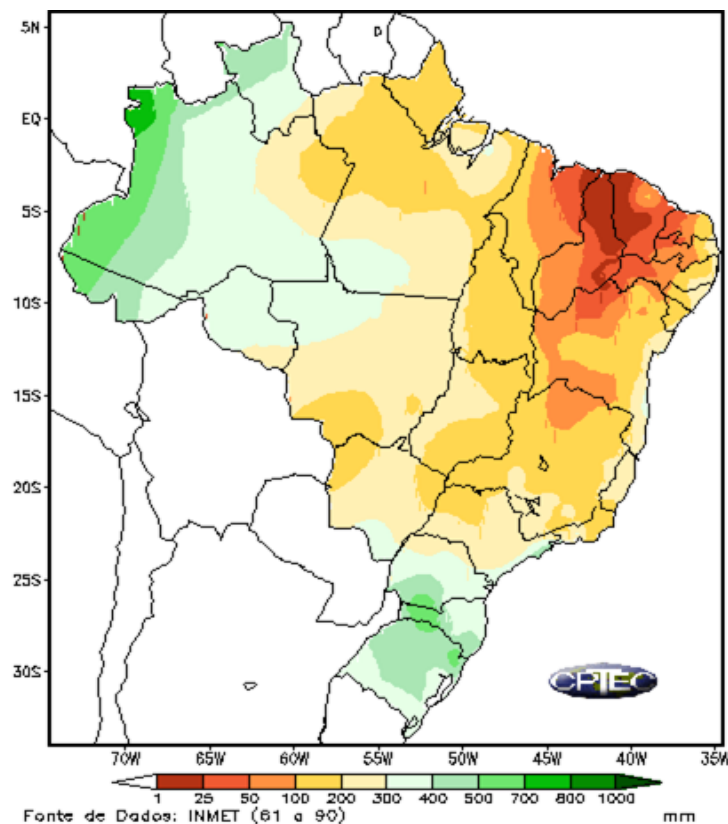 5N
EQ
5S
10S
15S
20S
25S
30S
CPTEC
70W 65W 60W 55W 50W 45W 40W 35W
1 25 50 100 200 300 400 500 700 800 1000
Fonte de Dados: INMET (61 a 90) mm